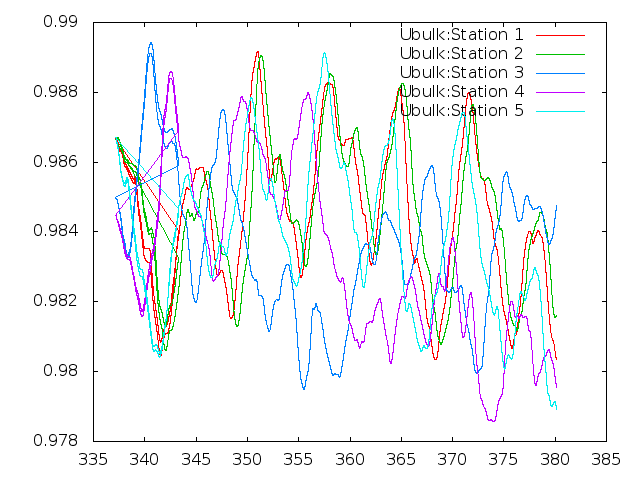 0.99
0.988
0.986
0.984
0.982
0.98
0.978
335 340 345 350 355 360 365 370 375 380 385
Ubulk:Station 1
Ubulk:Station 2
Ubulk:Station 3
Ubulk:Station 4
Ubulk:Station 5